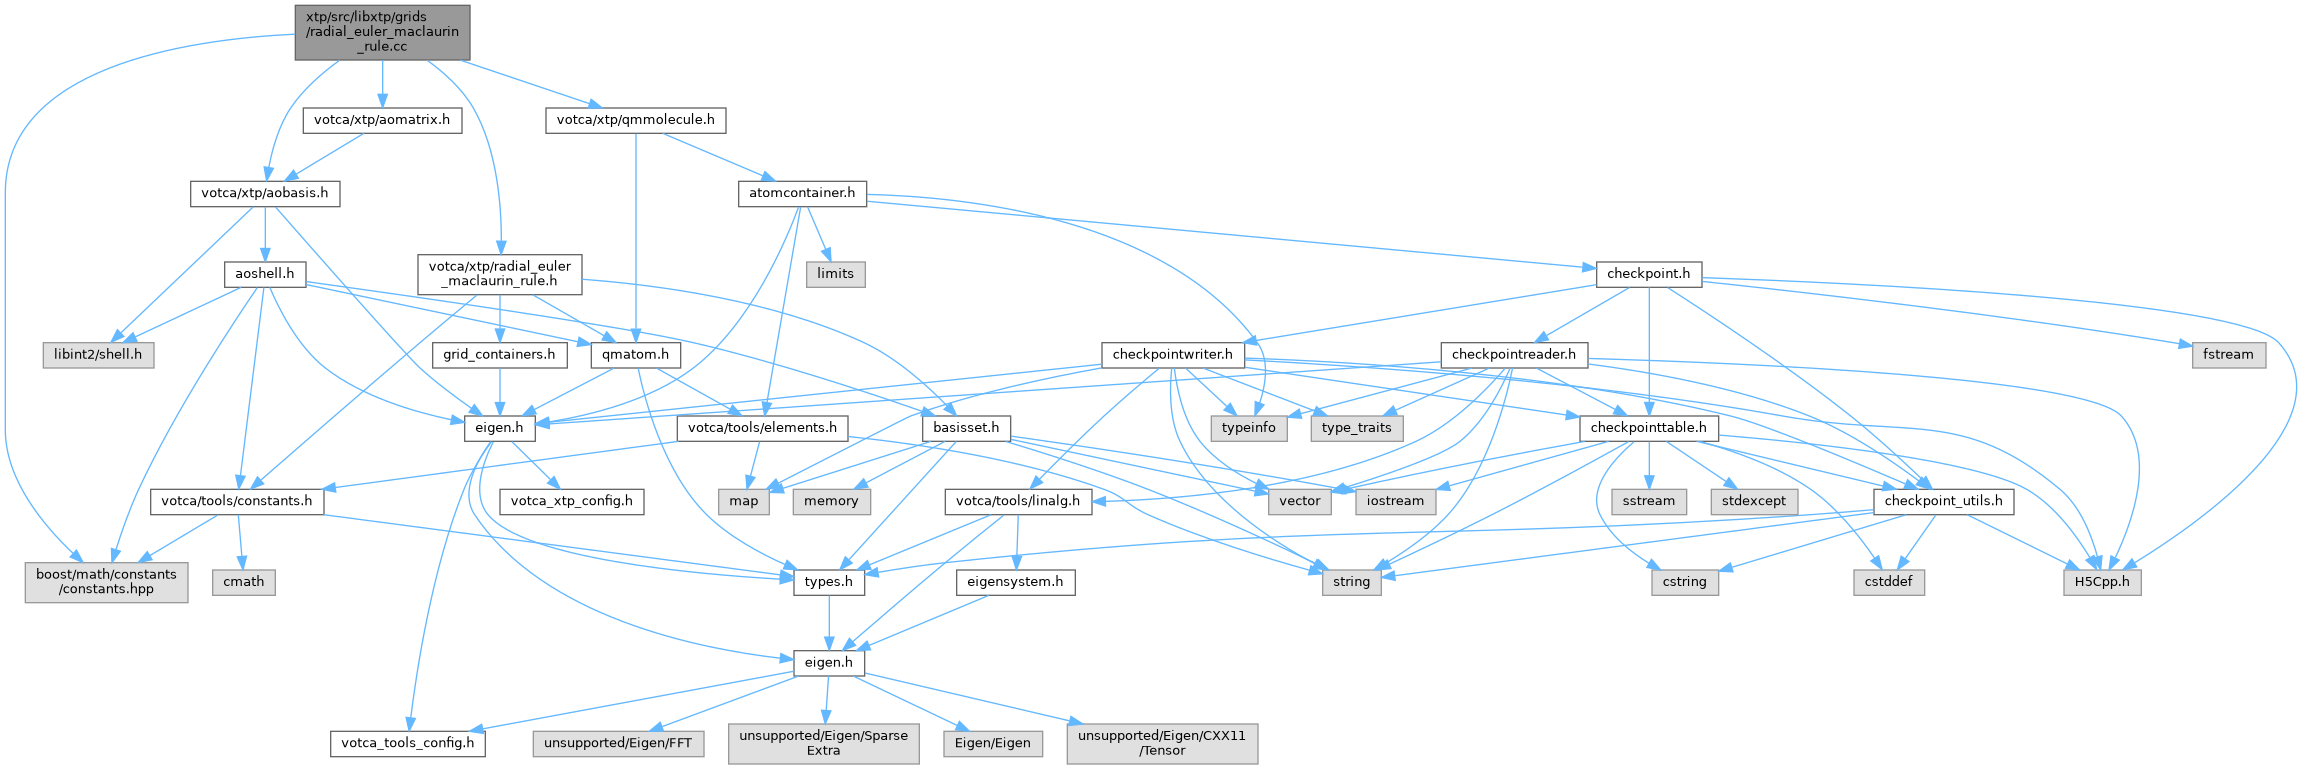 xtp/src/libxtp/grids
/radial_euler_maclaurin
_rule.cc
votca/xtp/aomatrix.h
votca/xtp/qmmolecule.h
votca/xtp/aobasis.h
atomcontainer.h
aoshell.h
votca/xtp/radial_euler
_maclaurin_rule.h
limits
checkpoint.h
libint2/shell.h
grid_containers.h
qmatom.h
checkpointwriter.h
checkpointreader.h
fstream
eigen.h
votca/tools/elements.h
basisset.h
typeinfo
type_traits
checkpointtable.h
votca/tools/constants.h
votca_xtp_config.h
map
memory
votca/tools/linalg.h
vector
iostream
sstream
stdexcept
checkpoint_utils.h
boost/math/constants
/constants.hpp
cmath
types.h
eigensystem.h
string
cstring
cstddef
H5Cpp.h
eigen.h
votca_tools_config.h
unsupported/Eigen/FFT
unsupported/Eigen/Sparse
Extra
Eigen/Eigen
unsupported/Eigen/CXX11
/Tensor